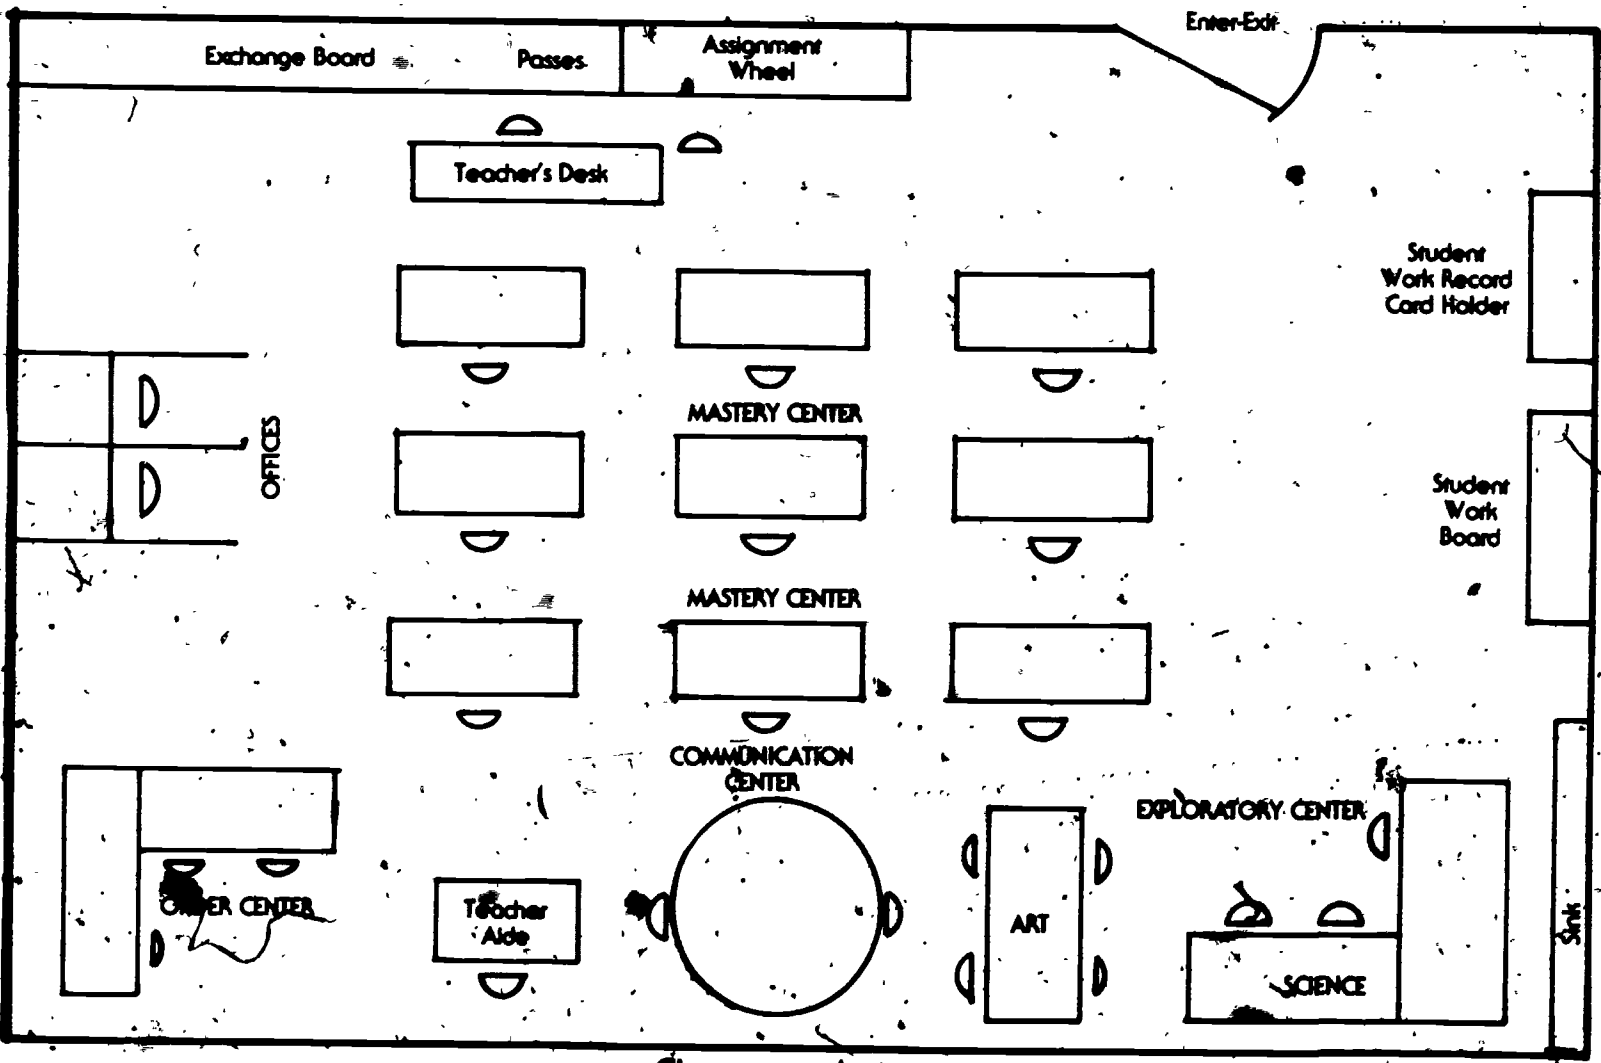 Enter-Exit
Exchange Board
Passes
Assignment
Wheel
Teacher's Desk
Student
Work Record
Card Holder
MASTERY CENTER
OFFICES
Student
Work
Board
MASTERY CENTER
COMMUNICATION
CENTER
EXPLORATORY CENTER
ORDER CENTER
Teacher
Aide
ART
Sink
SCIENCE